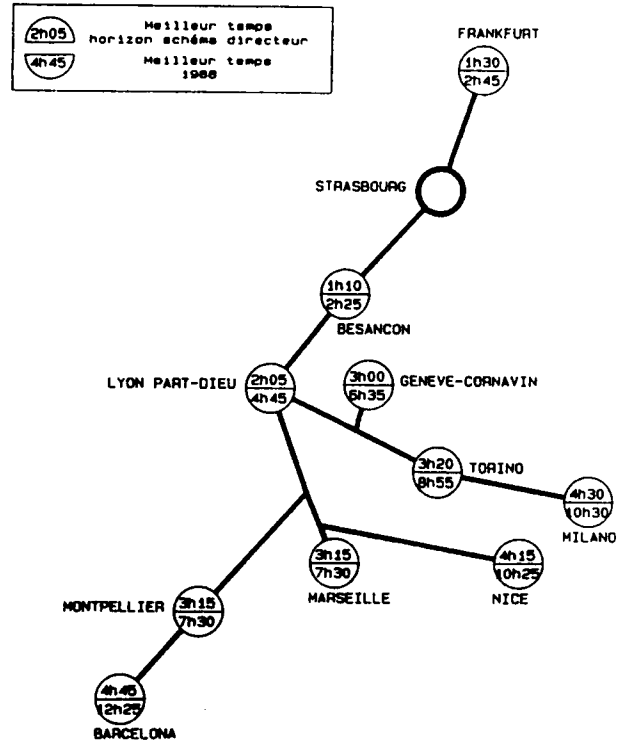 2h05 Meilleur temps
horizon schéma directeur
4h45 Meilleur temps
1988
FRANKFURT
1h30
2h45
STRASBOURG
1h10
2h25
BESANCON
LYON PART-DIEU
2h05
4h45
3h00
6h35
GENEVE-CORNAVIN
3h20
8h55
TORINO
4h30
10h30
MILANO
3h15
7h30
MARSEILLE
4h15
10h25
NICE
MONTPELLIER
3h15
7h30
4h45
12h25
BARCELONA